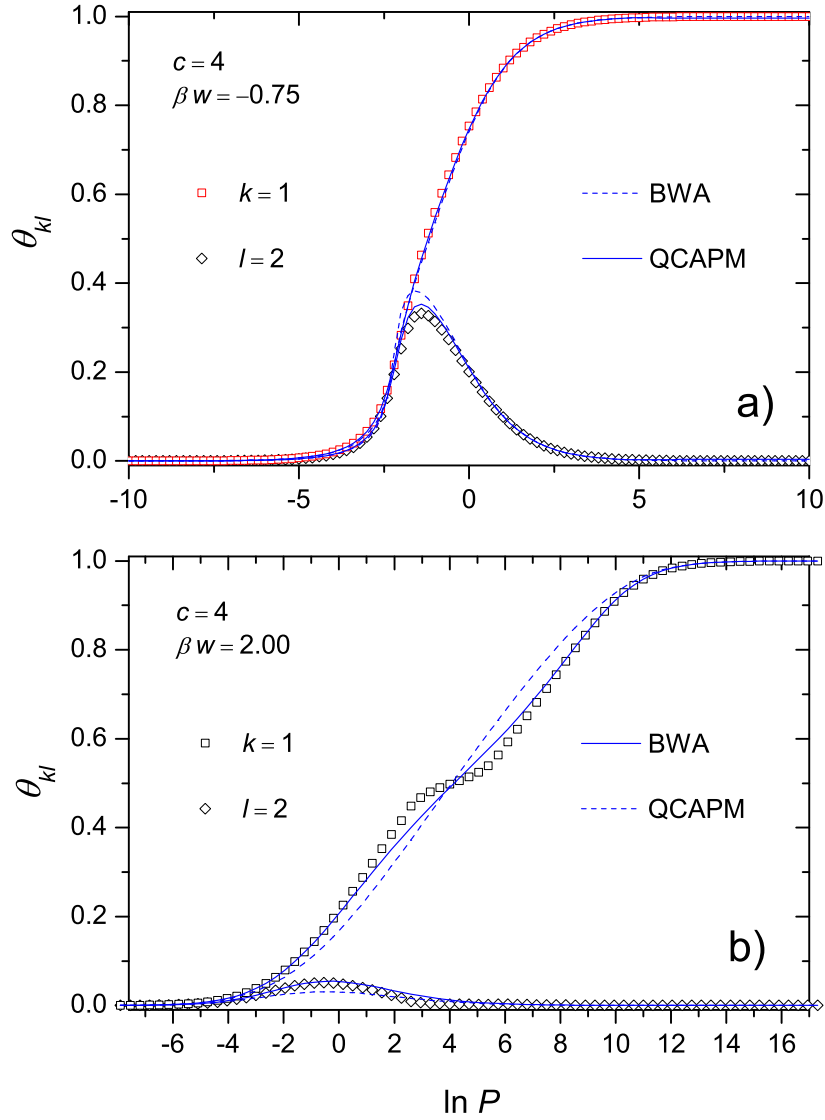 1.0
0.8
0.6
0.4
0.2
0.0
θkl
c = 4
β w = −0.75
k = 1
l = 2
BWA
QCAPM
a)
-10 -5 0 5 10
1.0
0.8
0.6
0.4
0.2
0.0
θkl
c = 4
β w = 2.00
k = 1
l = 2
BWA
QCAPM
b)
-6 -4 -2 0 2 4 6 8 10 12 14 16
ln P